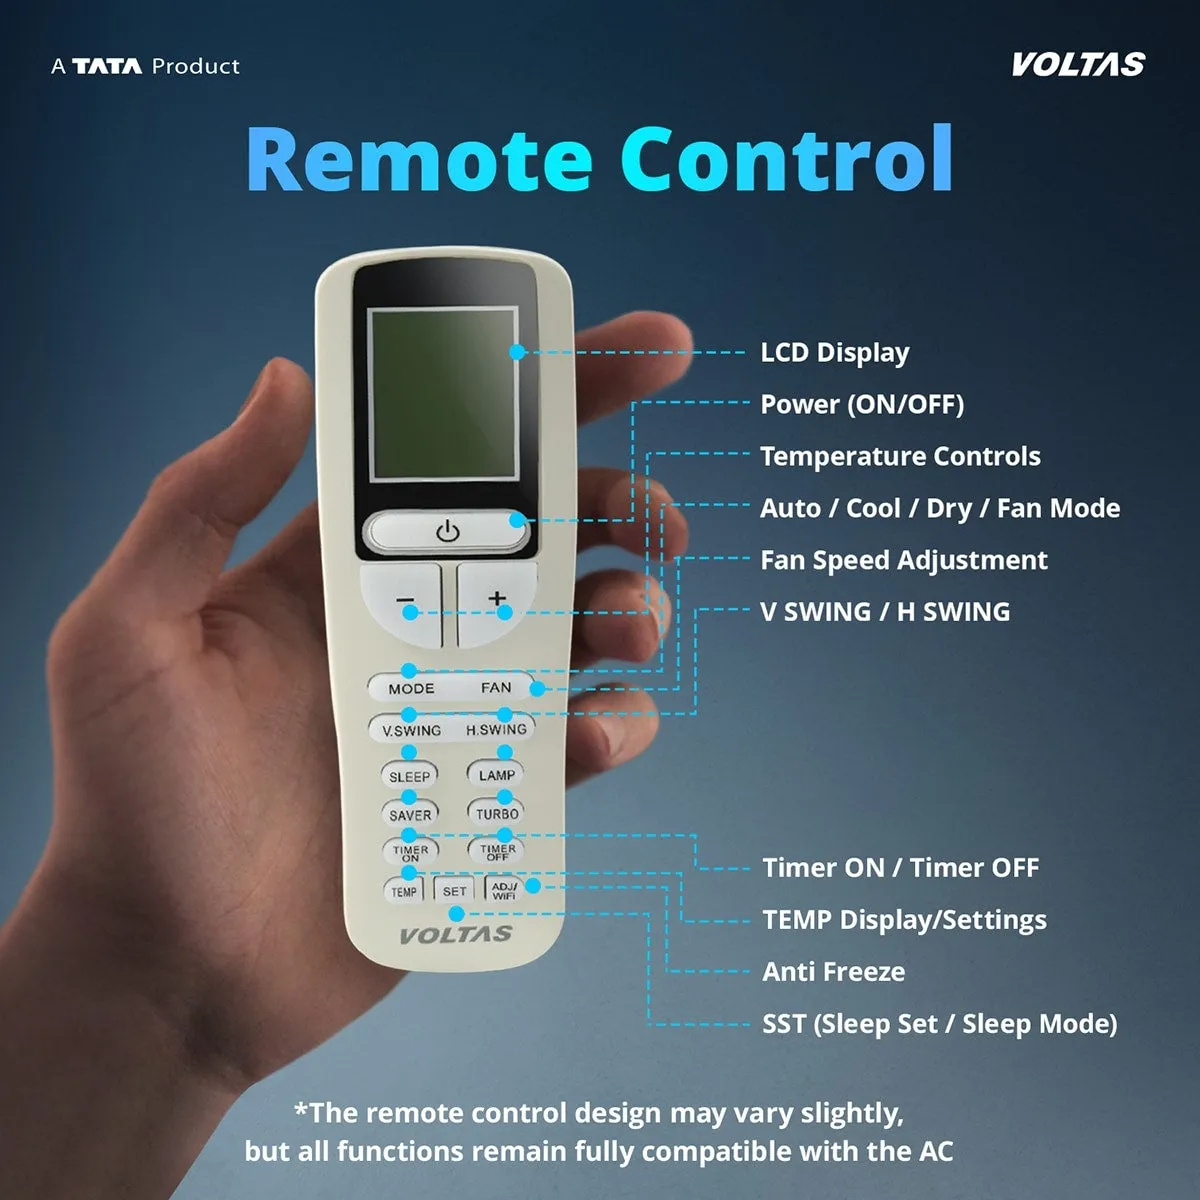 A TATA Product
VOLTAS
Remote Control
LCD Display
Power (ON/OFF)
Temperature Controls
Auto / Cool / Dry / Fan Mode
Fan Speed Adjustment
V SWING / H SWING
− +
MODE FAN
V.SWING H.SWING
SLEEP LAMP
SAVER TURBO
TIMER ON TIMER OFF
TEMP SET ADJ/WiFi
VOLTAS
Timer ON / Timer OFF
TEMP Display/Settings
Anti Freeze
SST (Sleep Set / Sleep Mode)
*The remote control design may vary slightly,
but all functions remain fully compatible with the AC